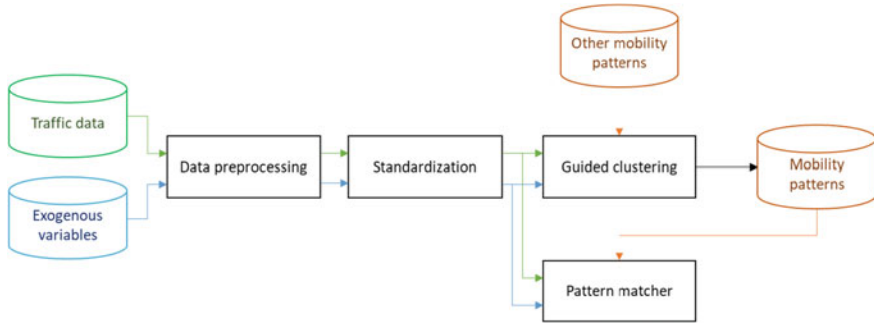 Other mobility
patterns
Traffic data
Data preprocessing
Standardization
Guided clustering
Mobility
patterns
Exogenous
variables
Pattern matcher